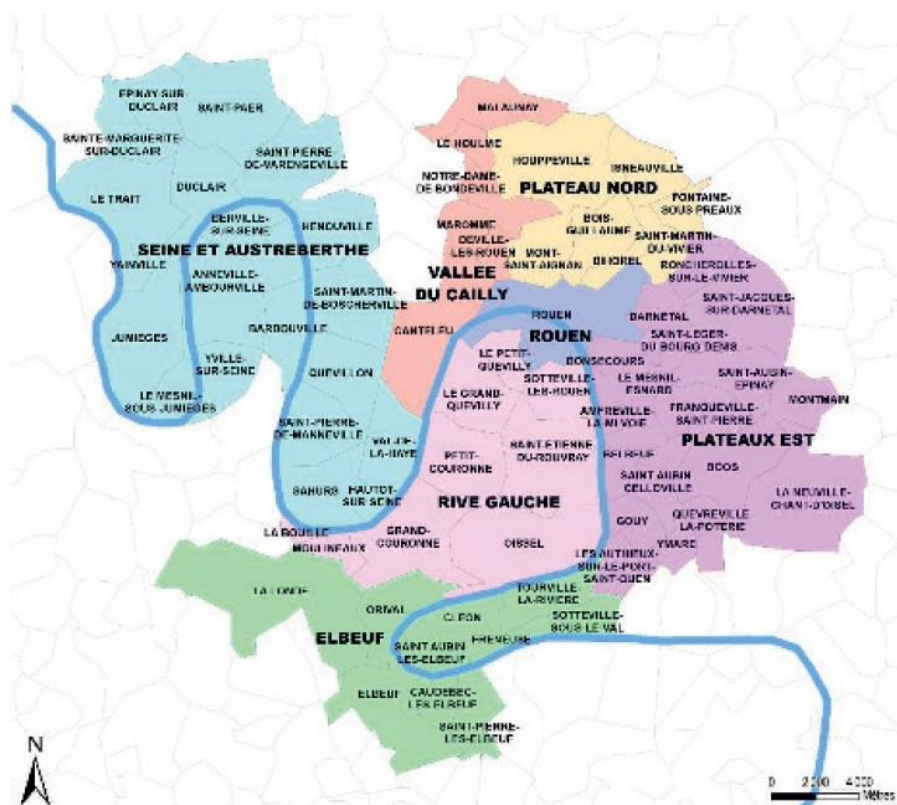 EPINAY-SUR-
DUCLAIR
SAINT-PAER
SAINTE-MARGUERITE-
SUR-DUCLAIR
SAINT-PIERRE-
DE-VARENGEVILLE
DUCLAIR
LE TRAIT
BERVILLE-
SUR-SEINE
HENOUVILLE
SEINE ET AUSTREBERTHE
YAINVILLE
ANNEVILLE-
AMBOURVILLE
SAINT-MARTIN-
DE-BOSCHERVILLE
BARDOUVILLE
JUMIEGES
YVILLE-
SUR-SEINE
QUEVILLON
LE MESNIL-
SOUS JUMIEGES
SAINT-PIERRE-
DE-MANNEVILLE
VAL-DE-
LA-HAYE
SAHURS
HAUTOT-
SUR SEINE
MALAUNAY
LE HOULME
NOTRE-DAME-
DE BONDEVILLE
MAROMME
DEVILLE-
LES-ROUEN
VALLEE
DU CAILLY
CANTELEU
HOUPPEVILLE
ISNEAUVILLE
PLATEAU NORD
FONTAINE-
SOUS PREAUX
BOIS-
GUILLAUME
MONT-
SAINT-AIGNAN
BIHOREL
SAINT-MARTIN-
DU-VIVIER
RONCHEROLLES-
SUR-LE-VIVIER
ROUEN
ROUEN
DARNETAL
SAINT-JACQUES-
SUR-DARNETAL
SAINT-LEGER-
DU BOURG DENIS
BONSECOURS
LE MESNIL-
ESNARD
SAINT-AUBIN-
EPINAY
MONTMAIN
AMFREVILLE-
LA-MI VOIE
FRANQUEVILLE-
SAINT-PIERRE
PLATEAUX EST
BELBEUF
BOOS
SAINT AUBIN
CELLOVILLE
LA NEUVILLE-
CHANT-D'OISEL
GOUY
QUEVREVILLE
LA-POTERIE
YMARE
LES AUTHIEUX-
SUR-LE-PORT-
SAINT-OUEN
LE PETIT-
QUEVILLY
SOTTEVILLE-
LES-ROUEN
LE GRAND-
QUEVILLY
SAINT-ETIENNE
DU-ROUVRAY
PETIT-
COURONNE
RIVE GAUCHE
LA BOUILLE
MOULINEAUX
GRAND-
COURONNE
OISSEL
LA LONDE
ORIVAL
CLEON
TOURVILLE-
LA-RIVIERE
SOTTEVILLE-
SOUS LE VAL
ELBEUF
SAINT AUBIN
LES-ELBEUF
FRENEUSE
ELBEUF
CAUDEBEC-
LES ELBEUF
SAINT-PIERRE-
LES-ELBEUF
N
0 2 000 4 000
Mètres